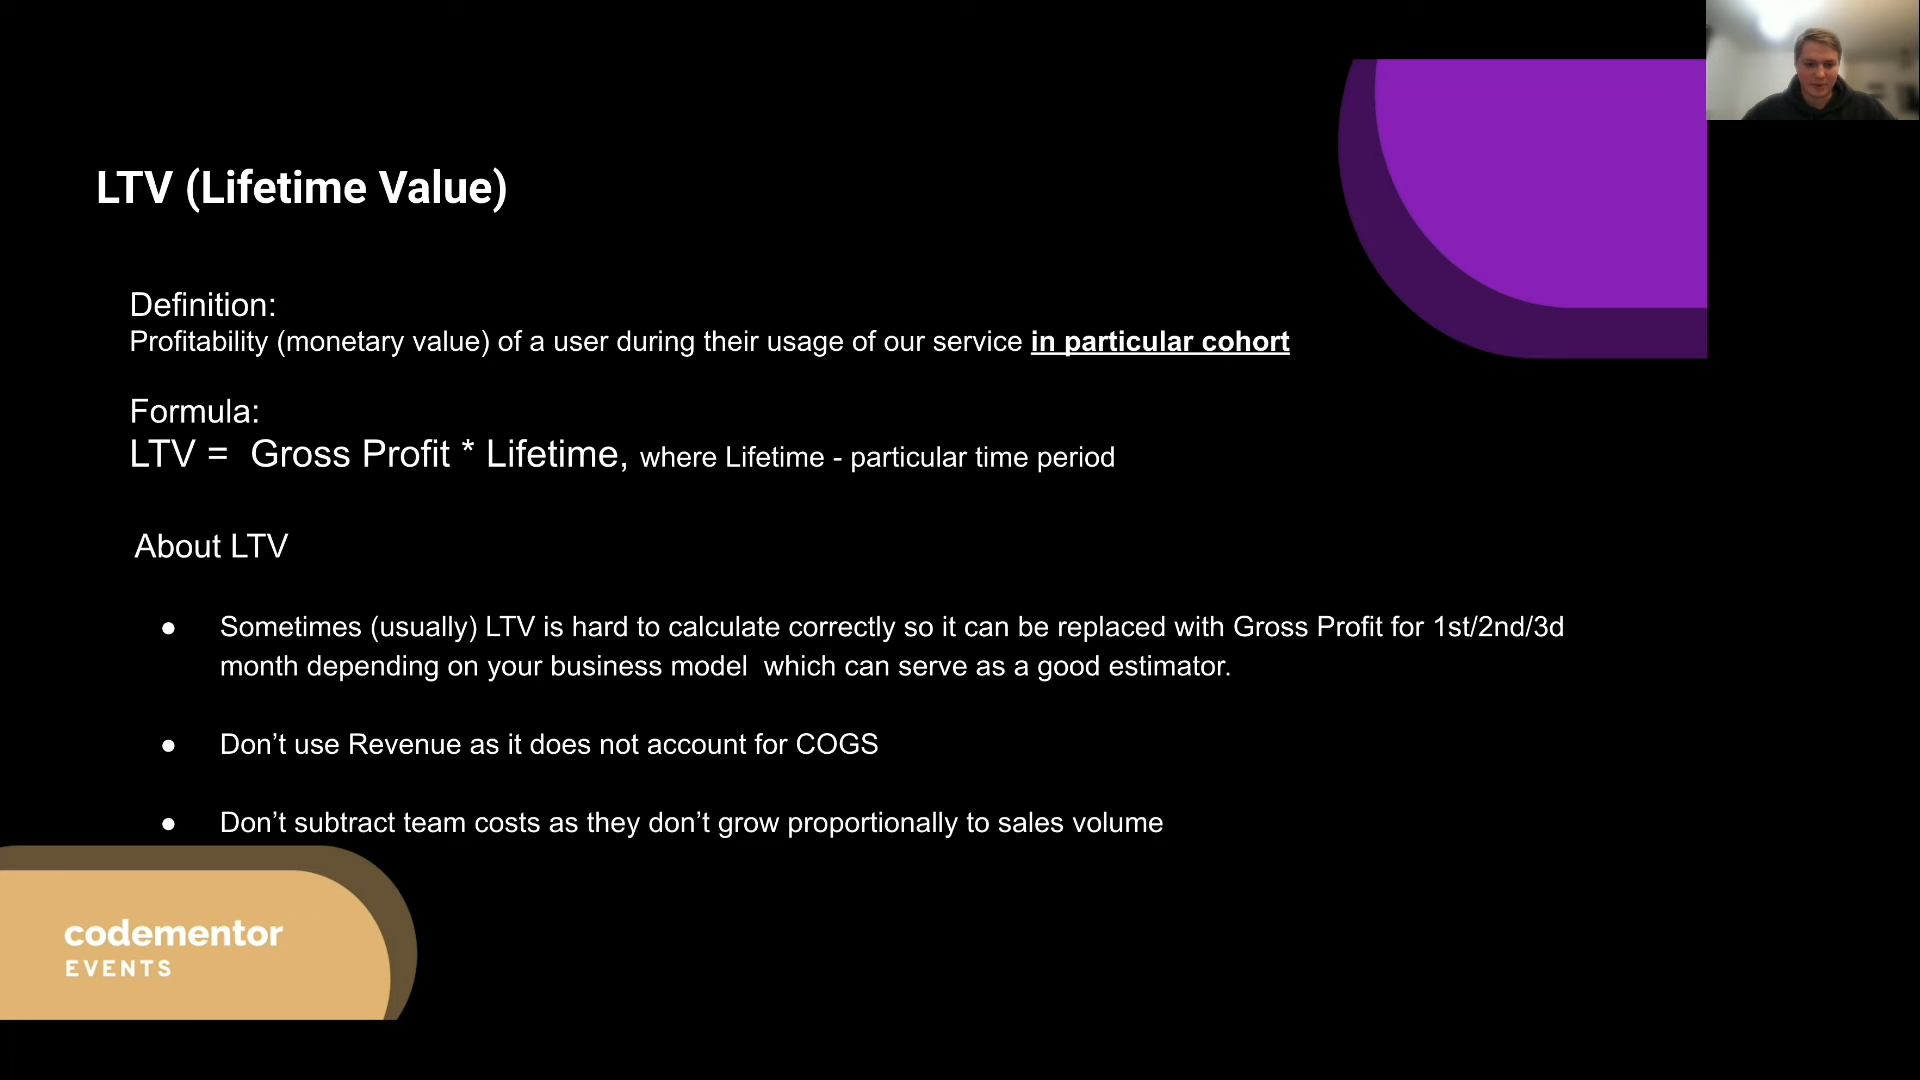 LTV (Lifetime Value)
Definition:
Profitability (monetary value) of a user during their usage of our service in particular cohort
Formula:
LTV = Gross Profit * Lifetime, where Lifetime - particular time period
About LTV
● Sometimes (usually) LTV is hard to calculate correctly so it can be replaced with Gross Profit for 1st/2nd/3d
month depending on your business model which can serve as a good estimator.
● Don’t use Revenue as it does not account for COGS
● Don’t subtract team costs as they don’t grow proportionally to sales volume
codementor
EVENTS